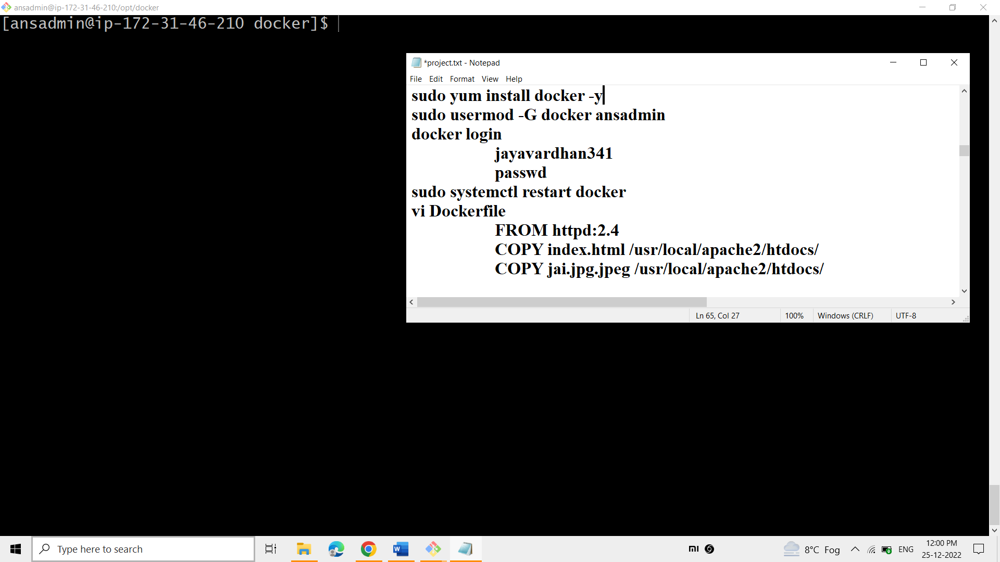 ansadmin@ip-172-31-46-210:/opt/docker
[ansadmin@ip-172-31-46-210 docker]$
*project.txt - Notepad
File Edit Format View Help
sudo yum install docker -y
sudo usermod -G docker ansadmin
docker login
jayavardhan341
passwd
sudo systemctl restart docker
vi Dockerfile
FROM httpd:2.4
COPY index.html /usr/local/apache2/htdocs/
COPY jai.jpg.jpeg /usr/local/apache2/htdocs/
Ln 65, Col 27 100% Windows (CRLF) UTF-8
Type here to search
W
mi
8°C Fog
ENG
12:00 PM
25-12-2022